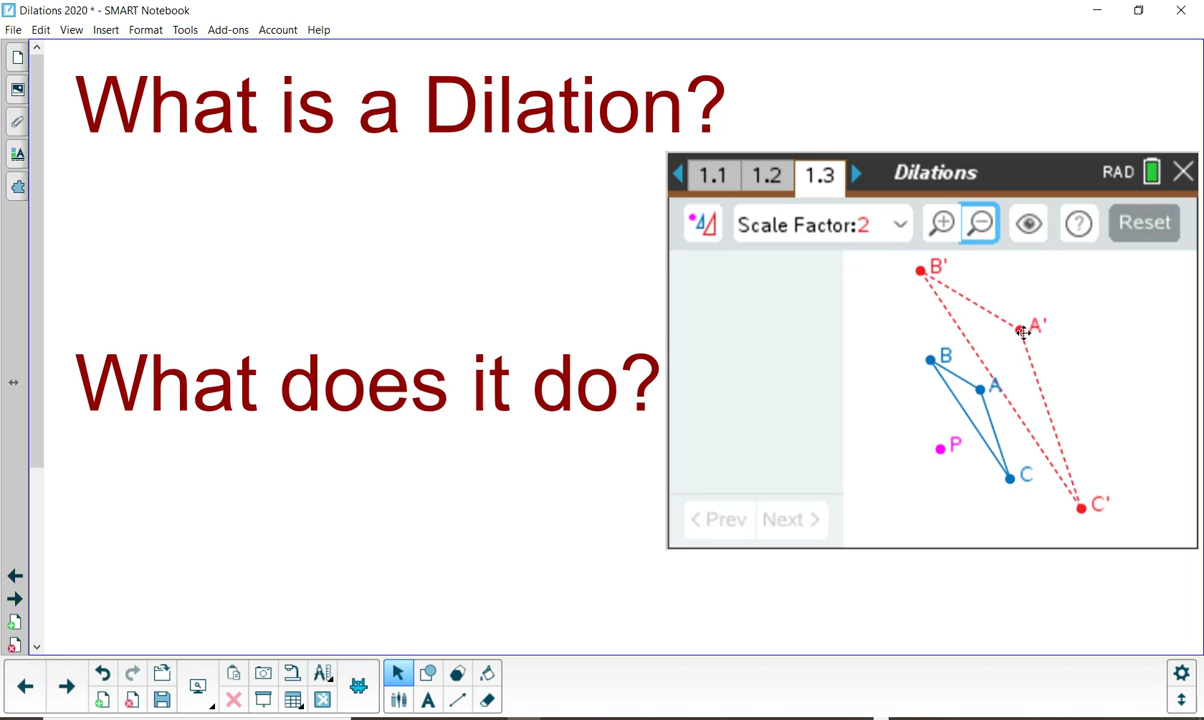 Dilations 2020 * - SMART Notebook
File Edit View Insert Format Tools Add-ons Account Help
What is a Dilation?
1.1 1.2 1.3 Dilations RAD
Scale Factor:2 Reset
B'
A'
B
A
P
C
C'
< Prev Next >
What does it do?